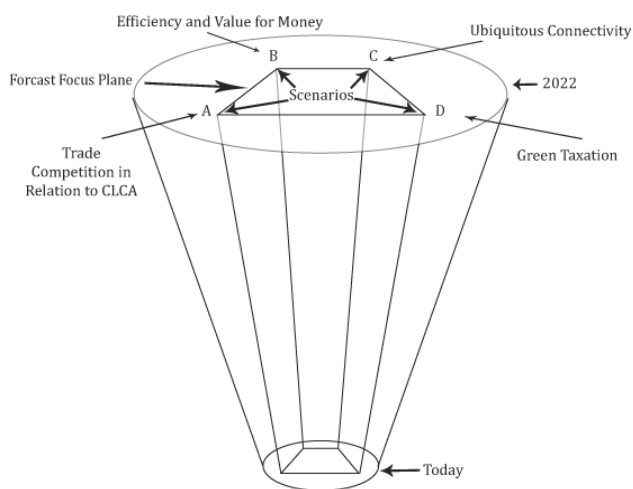 Efficiency and Value for Money
Ubiquitous Connectivity
B
C
Forcast Focus Plane
2022
Scenarios
A
D
Trade
Competition in
Relation to CLCA
Green Taxation
Today